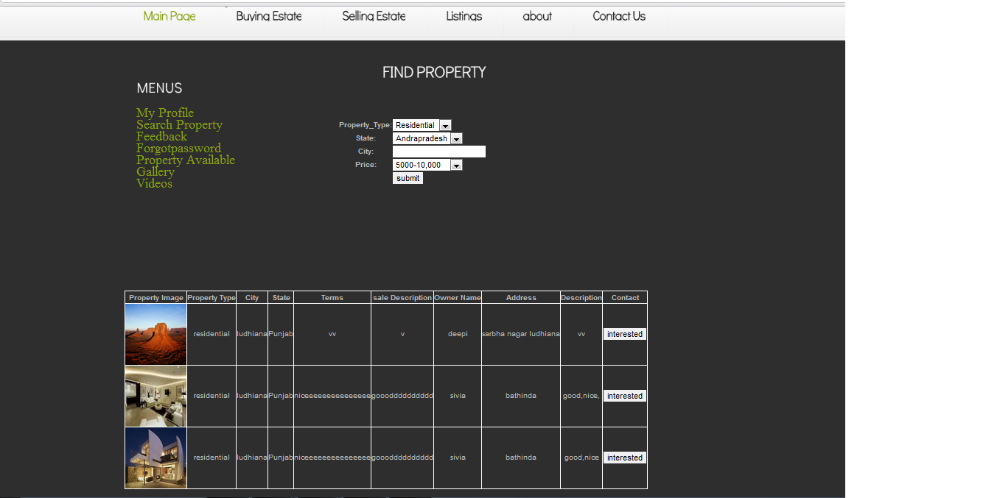 Main Page Buying Estate Selling Estate Listings about Contact Us
FIND PROPERTY
MENUS
My Profile
Search Property
Feedback
Forgotpassword
Property Available
Gallery
Videos
Property_Type: Residential
State: Andrapradesh
City:
Price: 5000-10,000
submit
Property Image Property Type City State Terms sale Description Owner Name Address Description Contact
residential ludhiana Punjab vv v deepi sarbha nagar ludhiana vv interested
residential ludhiana Punjab niceeeeeeeeeeeeeee goooddddddddddd sivia bathinda good,nice, interested
residential ludhiana Punjab niceeeeeeeeeeeeeee goooddddddddddd sivia bathinda good,nice interested